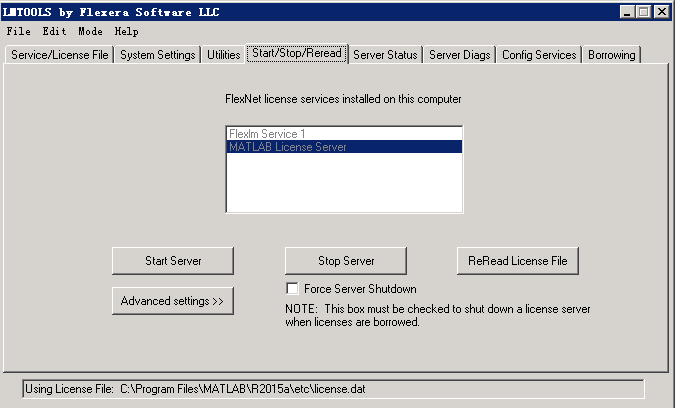 LMTOOLS by Flexera Software LLC
File Edit Mode Help
Service/License File System Settings Utilities Start/Stop/Reread Server Status Server Diags Config Services Borrowing
FlexNet license services installed on this computer
Flexlm Service 1
MATLAB License Server
Start Server Stop Server ReRead License File
Force Server Shutdown
Advanced settings >>
NOTE: This box must be checked to shut down a license server
when licenses are borrowed.
Using License File: C:\Program Files\MATLAB\R2015a\etc\license.dat